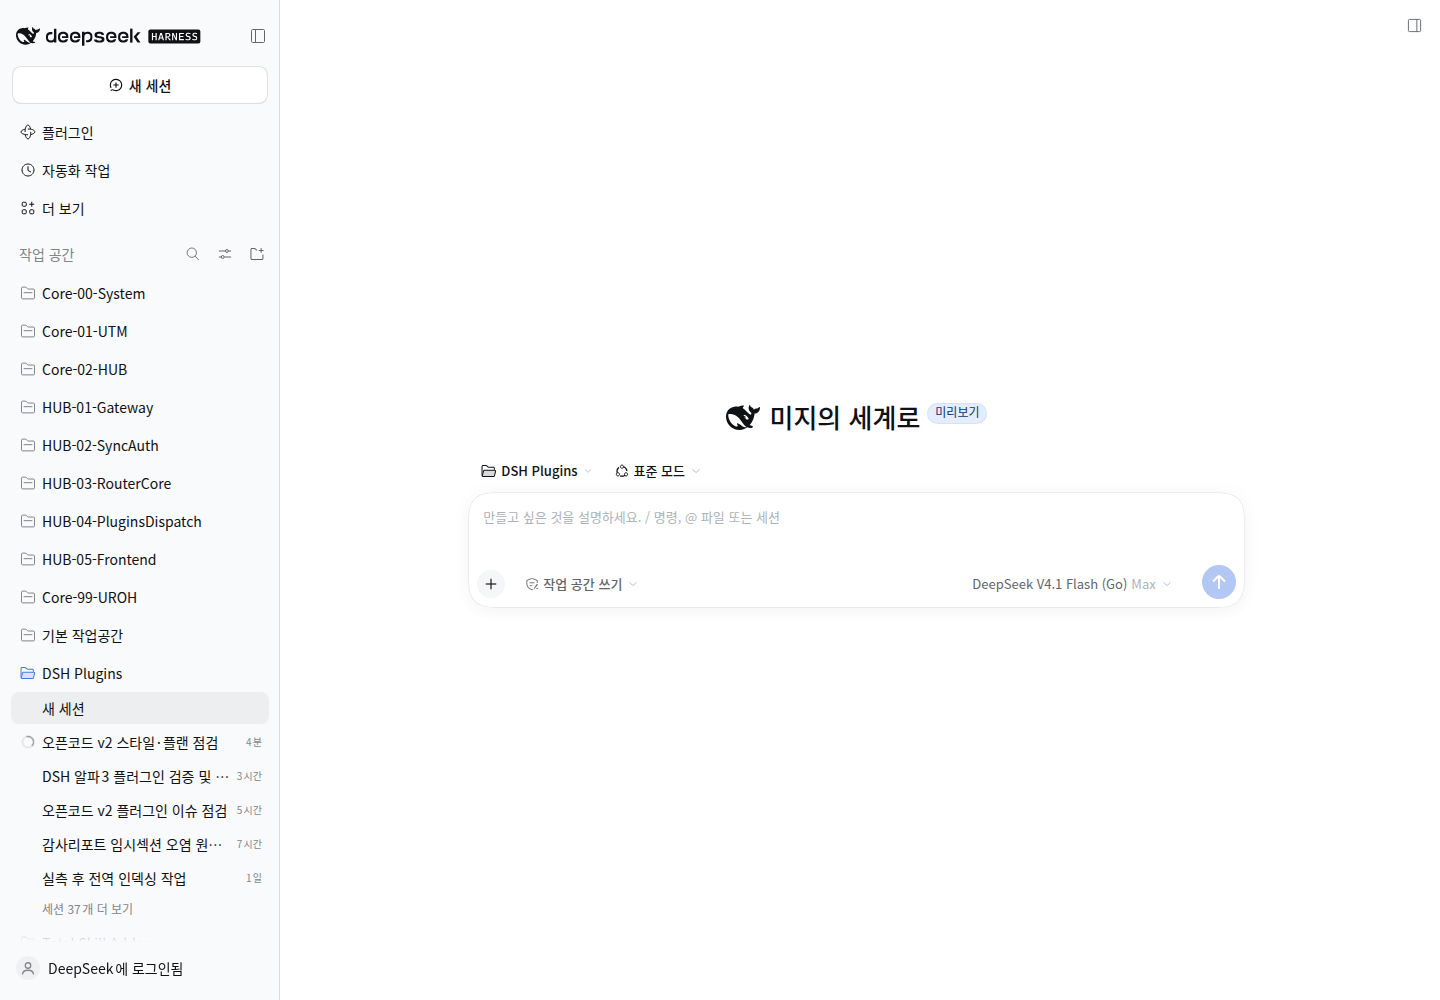 deepseek HARNESS
새 세션
플러그인
자동화 작업
더 보기
작업 공간
Core-00-System
Core-01-UTM
Core-02-HUB
HUB-01-Gateway
HUB-02-SyncAuth
HUB-03-RouterCore
HUB-04-PluginsDispatch
HUB-05-Frontend
Core-99-UROH
기본 작업공간
DSH Plugins
새 세션
오픈코드 v2 스타일·플랜 점검 4분
DSH 알파3 플러그인 검증 및 … 3시간
오픈코드 v2 플러그인 이슈 점검 5시간
감사리포트 임시섹션 오염 원… 7시간
실측 후 전역 인덱싱 작업 1일
세션 37개 더 보기
DeepSeek에 로그인됨
미지의 세계로 미리보기
DSH Plugins 표준 모드
만들고 싶은 것을 설명하세요. / 명령, @ 파일 또는 세션
작업 공간 쓰기 DeepSeek V4.1 Flash (Go) Max